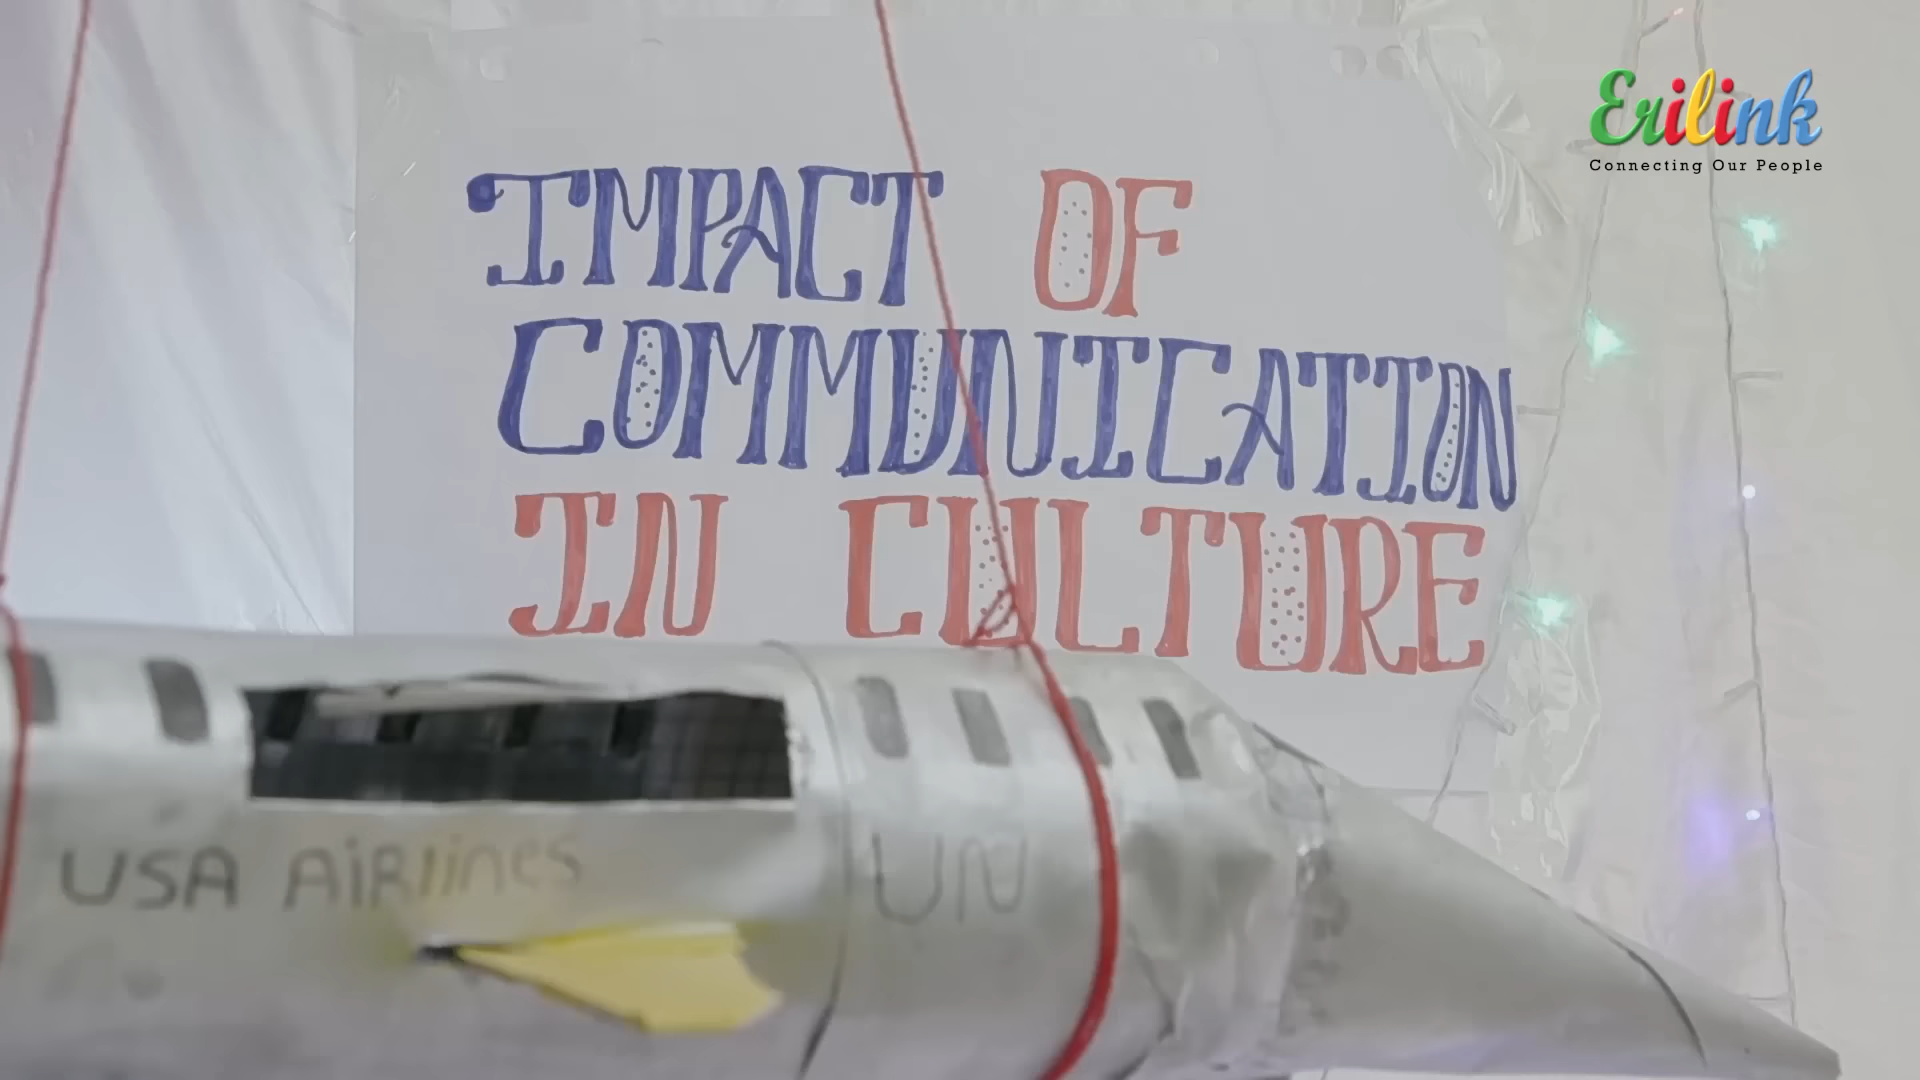 Erilink
Connecting Our People
IMPACT OF
COMMUNICATION
IN CULTURE
USA AiRlines
UN